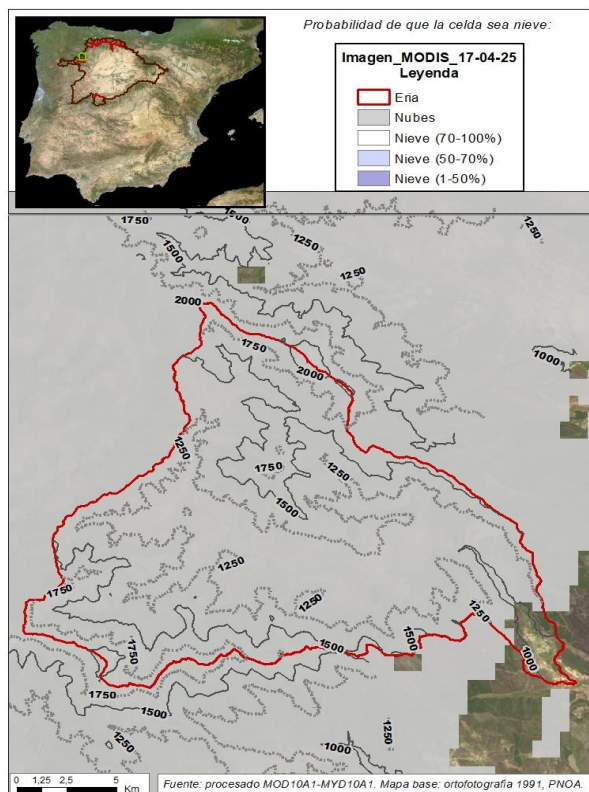 Probabilidad de que la celda sea nieve:
Imagen_MODIS_17-04-25
Leyenda
Eria
Nubes
Nieve (70-100%)
Nieve (50-70%)
Nieve (1-50%)
1500
1750
1250
1500
1250
1250
2000
1000
1750
2000
1250
1750
1250
1500
1250
1750
1250
1250
1500
1500
1750
1000
1750
1500
1250
1250
1000
0 1,25 2,5 5
Km
Fuente: procesado MOD10A1-MYD10A1. Mapa base: ortofotografia 1991, PNOA.